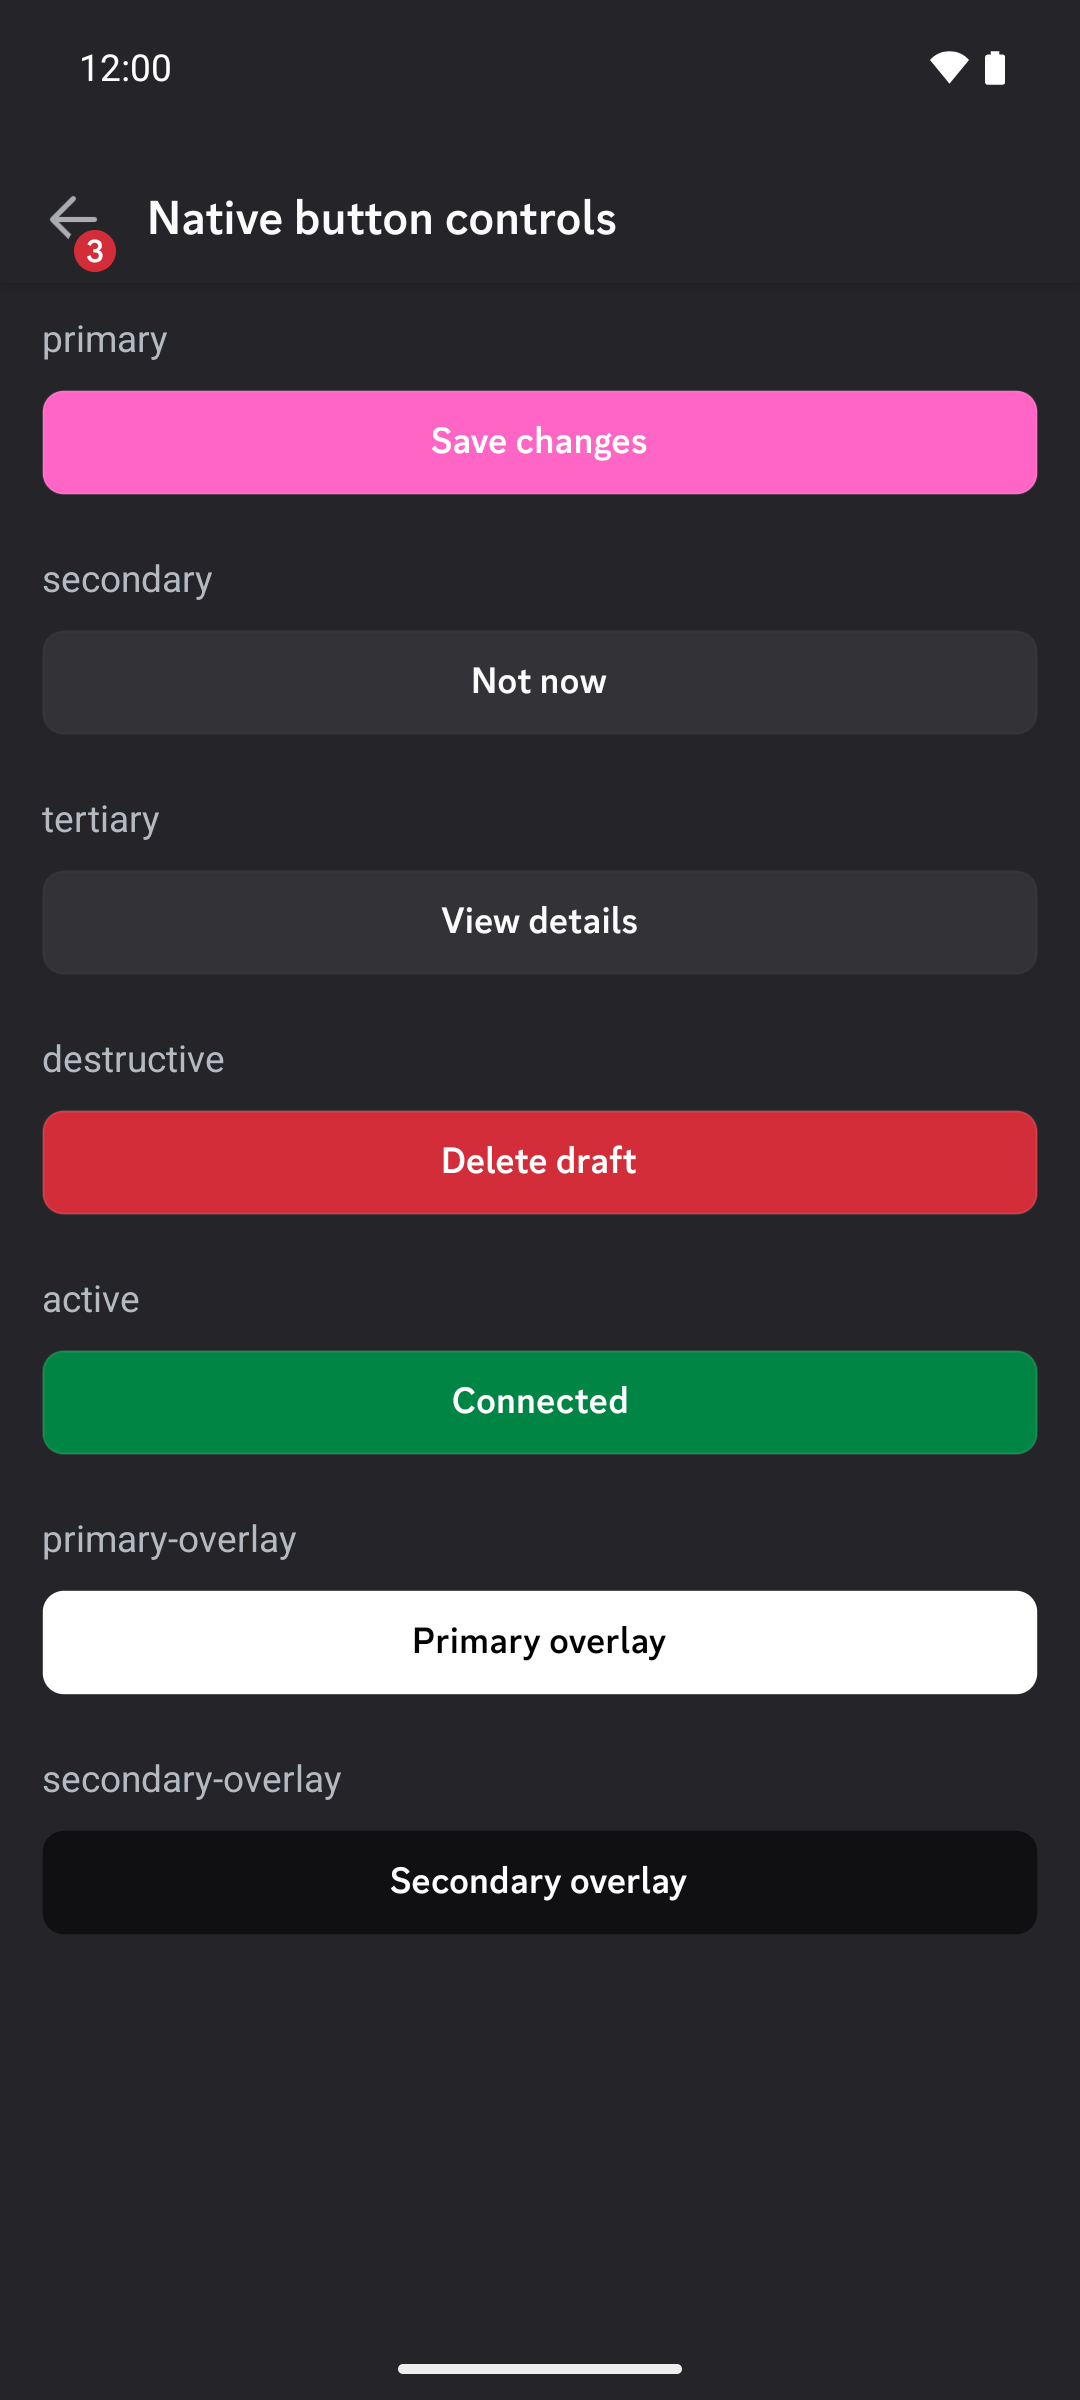 12:00
Native button controls
3
primary
Save changes
secondary
Not now
tertiary
View details
destructive
Delete draft
active
Connected
primary-overlay
Primary overlay
secondary-overlay
Secondary overlay